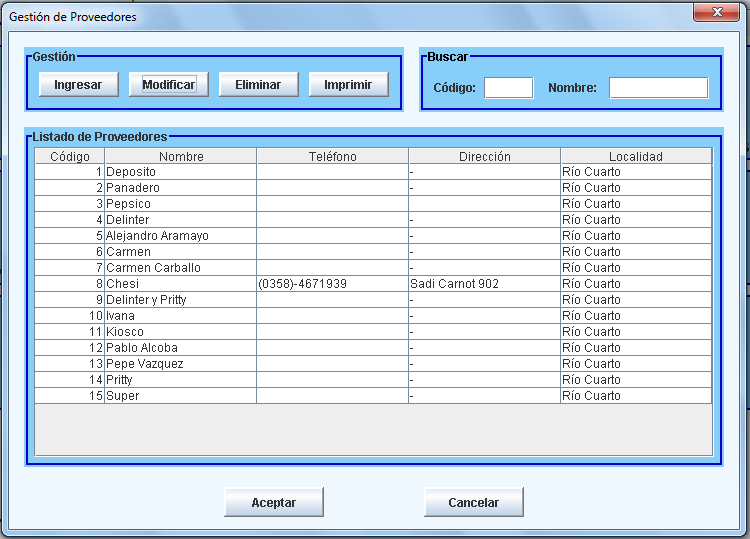 Gestión de Proveedores
Gestión
Ingresar Modificar Eliminar Imprimir
Buscar
Código: Nombre:
Listado de Proveedores
Código Nombre Teléfono Dirección Localidad
1 Deposito - Río Cuarto
2 Panadero - Río Cuarto
3 Pepsico Río Cuarto
4 Delinter - Río Cuarto
5 Alejandro Aramayo - Río Cuarto
6 Carmen - Río Cuarto
7 Carmen Carballo - Río Cuarto
8 Chesi (0358)-4671939 Sadi Carnot 902 Río Cuarto
9 Delinter y Pritty - Río Cuarto
10 Ivana - Río Cuarto
11 Kiosco - Río Cuarto
12 Pablo Alcoba - Río Cuarto
13 Pepe Vazquez - Río Cuarto
14 Pritty - Río Cuarto
15 Super - Río Cuarto
Aceptar Cancelar